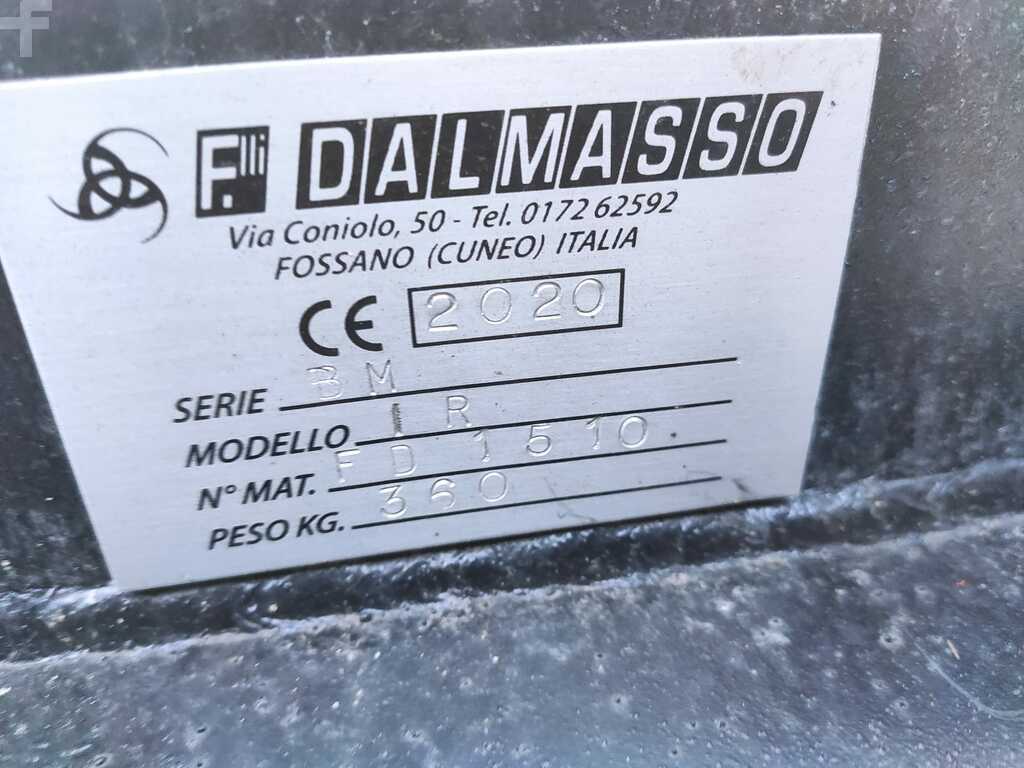 F.lli DALMASSO
Via Coniolo, 50 - Tel. 0172 62592
FOSSANO (CUNEO) ITALIA
CE 2020
SERIE BM
MODELLO 1R
N° MAT. FD 1510
PESO KG. 360